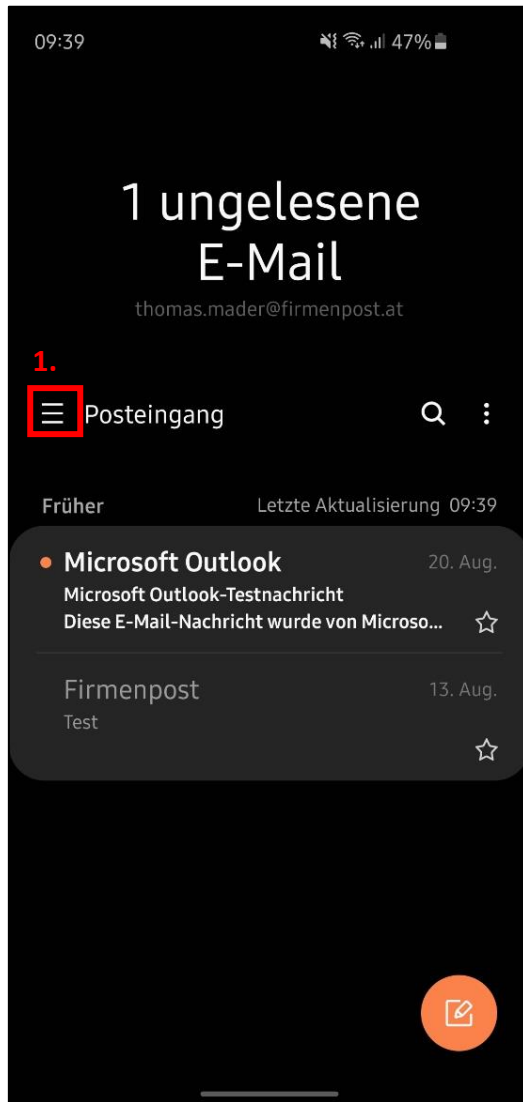 09:39 47%
1 ungelesene
E-Mail
thomas.mader@firmenpost.at
1.
Posteingang
Früher Letzte Aktualisierung 09:39
Microsoft Outlook 20. Aug.
Microsoft Outlook-Testnachricht
Diese E-Mail-Nachricht wurde von Microso...
Firmenpost 13. Aug.
Test